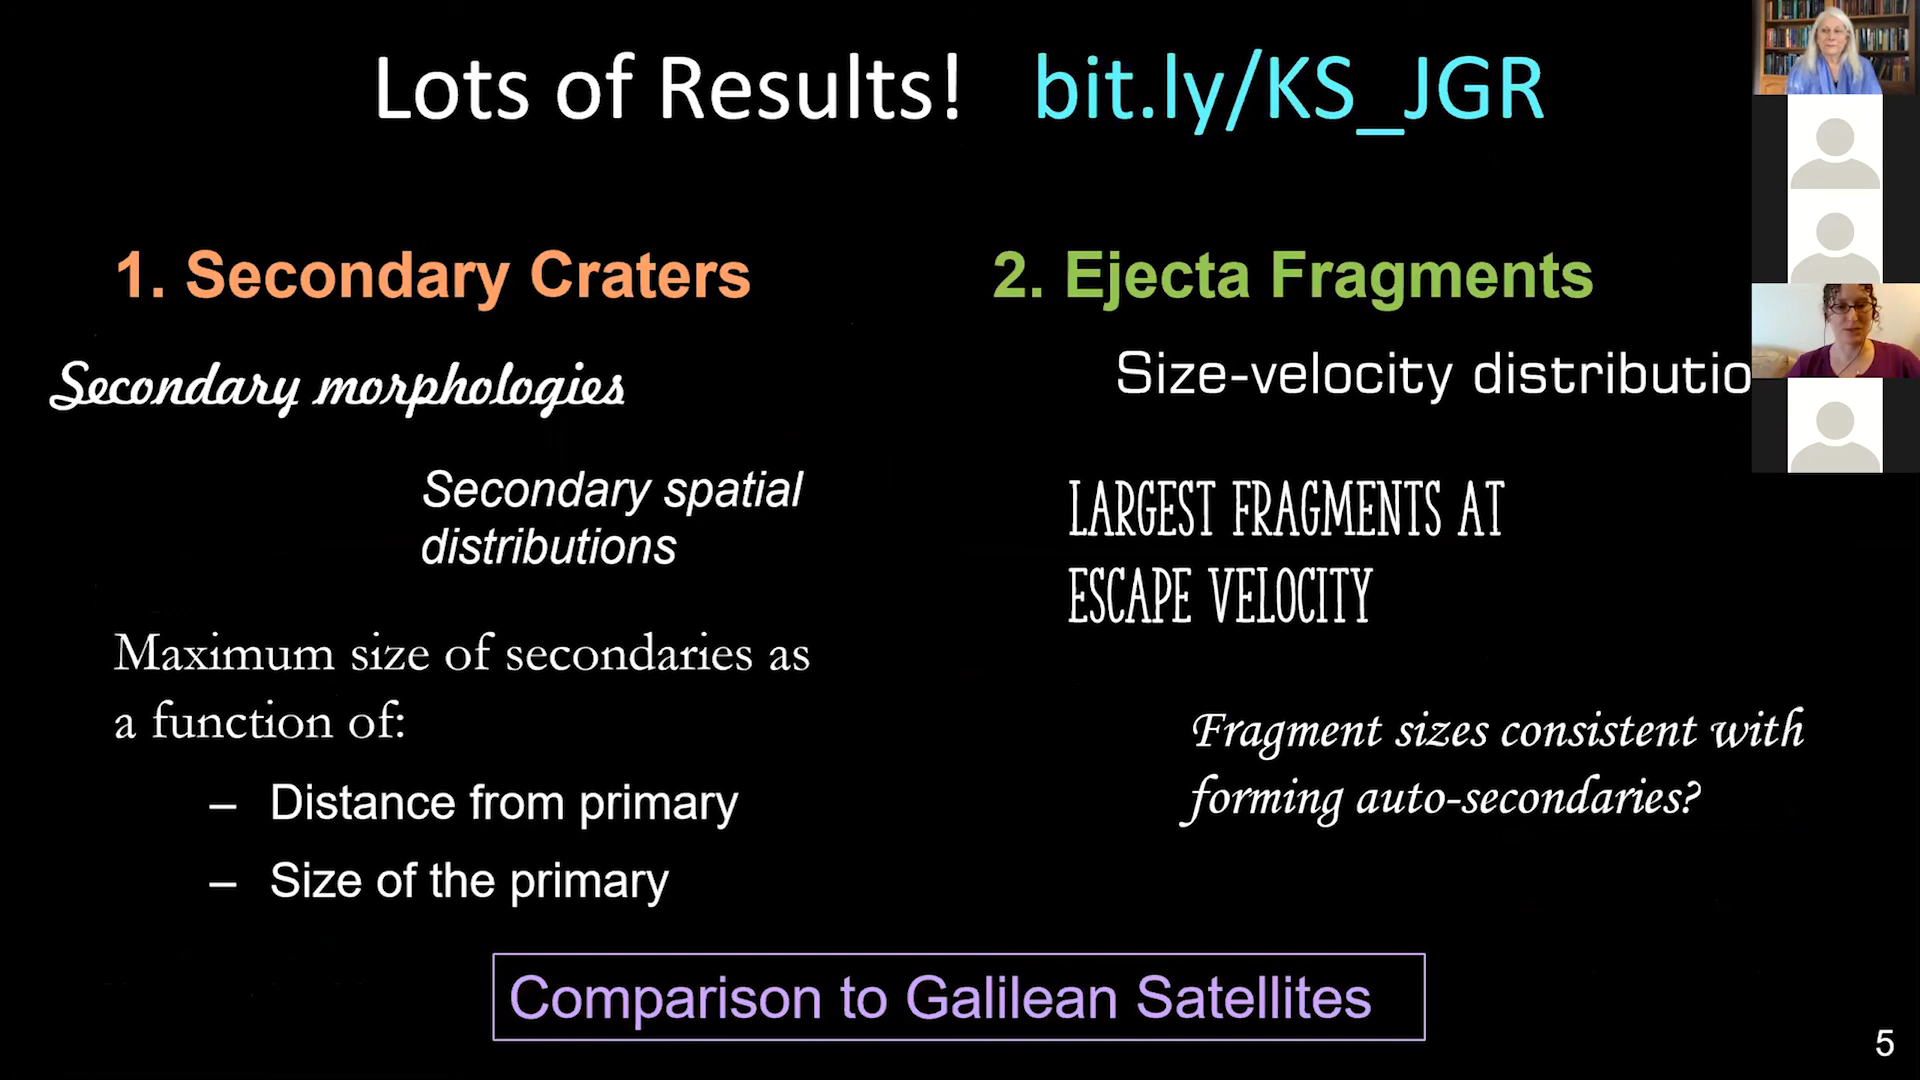 Lots of Results! bit.ly/KS_JGR
1. Secondary Craters
Secondary morphologies
Secondary spatial
distributions
Maximum size of secondaries as
a function of:
– Distance from primary
– Size of the primary
2. Ejecta Fragments
Size-velocity distributio
LARGEST FRAGMENTS AT
ESCAPE VELOCITY
Fragment sizes consistent with
forming auto-secondaries?
Comparison to Galilean Satellites
5